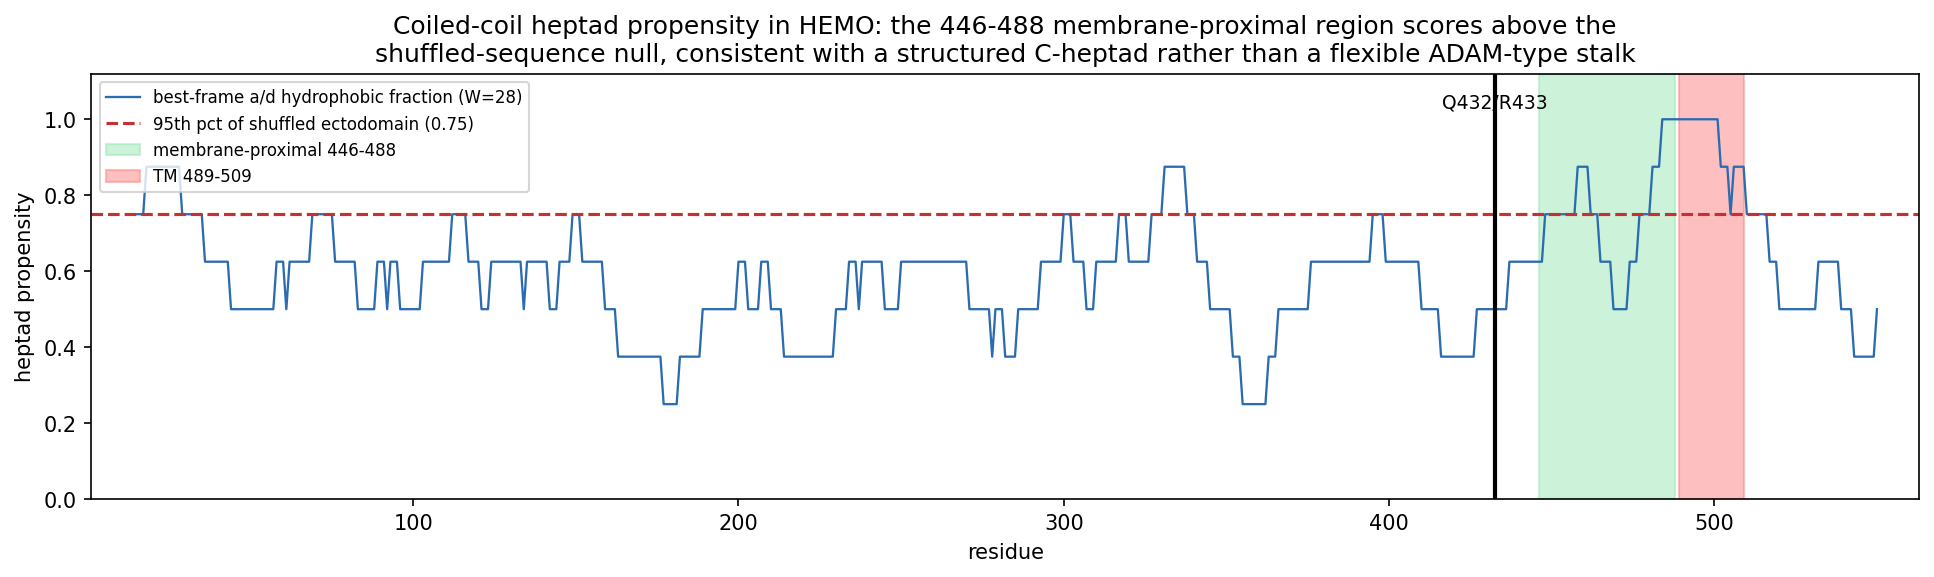 Coiled-coil heptad propensity in HEMO: the 446-488 membrane-proximal region scores above the
shuffled-sequence null, consistent with a structured C-heptad rather than a flexible ADAM-type stalk
best-frame a/d hydrophobic fraction (W=28)
95th pct of shuffled ectodomain (0.75)
membrane-proximal 446-488
TM 489-509
Q432/R433
heptad propensity
1.0
0.8
0.6
0.4
0.2
0.0
100
200
300
400
500
residue